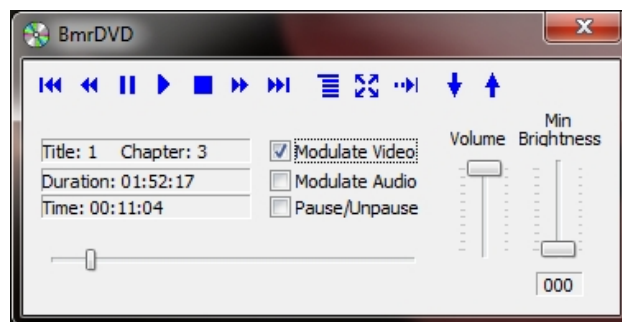 BmrDVD
Min
Volume Brightness
Title: 1 Chapter: 3
Modulate Video
Duration: 01:52:17
Modulate Audio
Time: 00:11:04
Pause/Unpause
000